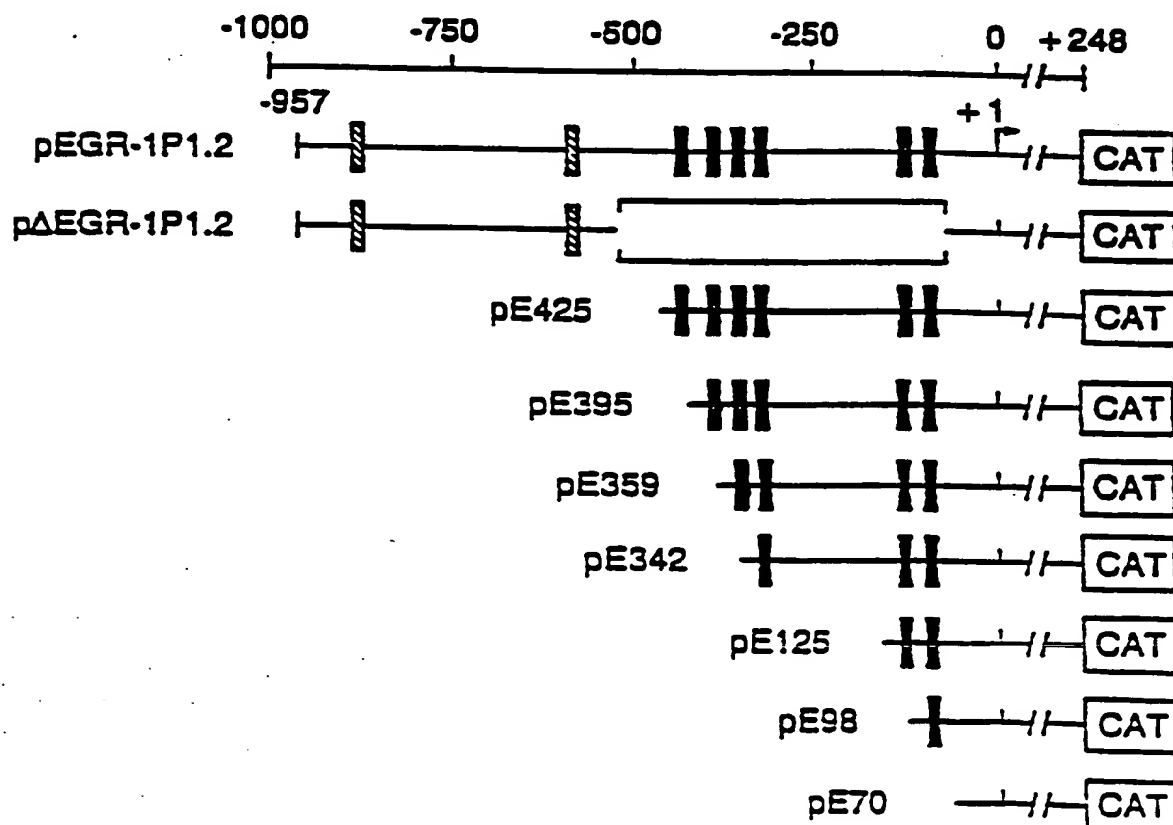 -1000 -750 -500 -250 0 +248
-957
+1
pEGR-1P1.2 CAT
pΔEGR-1P1.2 CAT
pE425 CAT
pE395 CAT
pE359 CAT
pE342 CAT
pE125 CAT
pE98 CAT
pE70 CAT